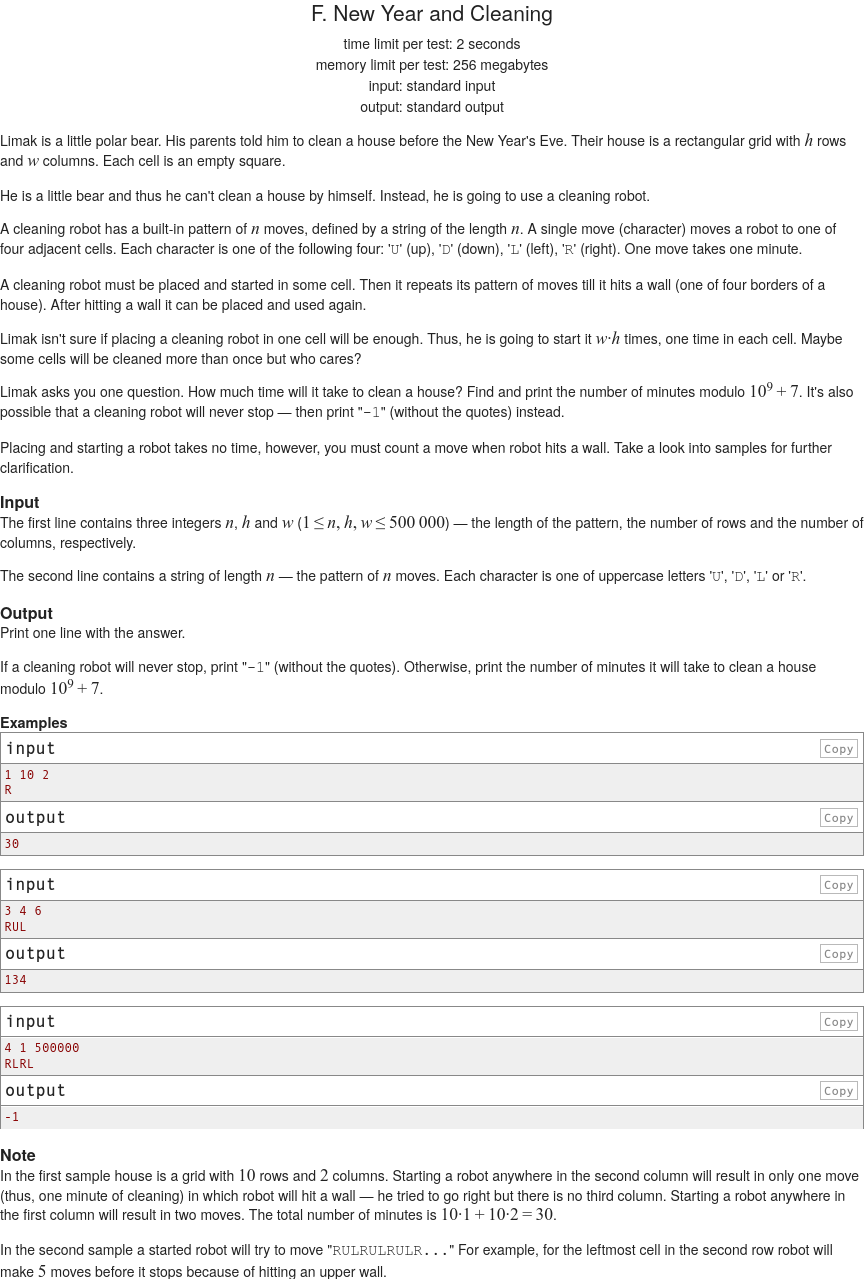 F. New Year and Cleaning
time limit per test: 2 seconds
memory limit per test: 256 megabytes
input: standard input
output: standard output
Limak is a little polar bear. His parents told him to clean a house before the New Year's Eve. Their house is a rectangular grid with h rows
and w columns. Each cell is an empty square.
He is a little bear and thus he can't clean a house by himself. Instead, he is going to use a cleaning robot.
A cleaning robot has a built-in pattern of n moves, defined by a string of the length n. A single move (character) moves a robot to one of
four adjacent cells. Each character is one of the following four: 'U' (up), 'D' (down), 'L' (left), 'R' (right). One move takes one minute.
A cleaning robot must be placed and started in some cell. Then it repeats its pattern of moves till it hits a wall (one of four borders of a
house). After hitting a wall it can be placed and used again.
Limak isn't sure if placing a cleaning robot in one cell will be enough. Thus, he is going to start it w·h times, one time in each cell. Maybe
some cells will be cleaned more than once but who cares?
Limak asks you one question. How much time will it take to clean a house? Find and print the number of minutes modulo 10^9 + 7. It's also
possible that a cleaning robot will never stop — then print "-1" (without the quotes) instead.
Placing and starting a robot takes no time, however, you must count a move when robot hits a wall. Take a look into samples for further
clarification.
Input
The first line contains three integers n, h and w (1 ≤ n, h, w ≤ 500 000) — the length of the pattern, the number of rows and the number of
columns, respectively.
The second line contains a string of length n — the pattern of n moves. Each character is one of uppercase letters 'U', 'D', 'L' or 'R'.
Output
Print one line with the answer.
If a cleaning robot will never stop, print "-1" (without the quotes). Otherwise, print the number of minutes it will take to clean a house
modulo 10^9 + 7.
Examples
input Copy
1 10 2
R
output Copy
30
input Copy
3 4 6
RUL
output Copy
134
input Copy
4 1 500000
RLRL
output Copy
-1
Note
In the first sample house is a grid with 10 rows and 2 columns. Starting a robot anywhere in the second column will result in only one move
(thus, one minute of cleaning) in which robot will hit a wall — he tried to go right but there is no third column. Starting a robot anywhere in
the first column will result in two moves. The total number of minutes is 10·1 + 10·2 = 30.
In the second sample a started robot will try to move "RULRULRULR..." For example, for the leftmost cell in the second row robot will
make 5 moves before it stops because of hitting an upper wall.